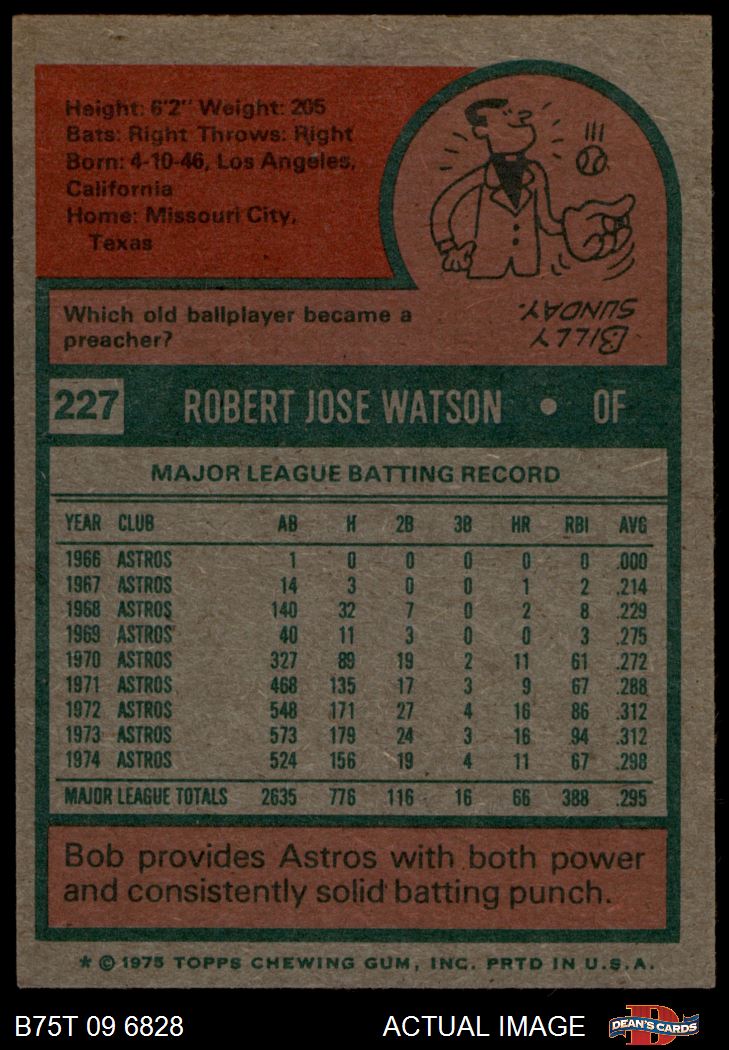 Height: 6'2" Weight: 205
Bats: Right Throws: Right
Born: 4-10-46, Los Angeles,
California
Home: Missouri City,
Texas
Which old ballplayer became a
preacher?
BILLY
SUNDAY.
227 ROBERT JOSE WATSON • OF
MAJOR LEAGUE BATTING RECORD
YEAR CLUB AB H 2B 3B HR RBI AVG
1966 ASTROS 1 0 0 0 0 0 .000
1967 ASTROS 14 3 0 0 1 2 .214
1968 ASTROS 140 32 7 0 2 8 .229
1969 ASTROS 40 11 3 0 0 3 .275
1970 ASTROS 327 89 19 2 11 61 .272
1971 ASTROS 468 135 17 3 9 67 .288
1972 ASTROS 548 171 27 4 16 86 .312
1973 ASTROS 573 179 24 3 16 94 .312
1974 ASTROS 524 156 19 4 11 67 .298
MAJOR LEAGUE TOTALS 2635 776 116 16 66 388 .295
Bob provides Astros with both power
and consistently solid batting punch.
* © 1975 TOPPS CHEWING GUM, INC. PRTD IN U.S.A.
B75T 09 6828 ACTUAL IMAGE D DEAN'S CARDS